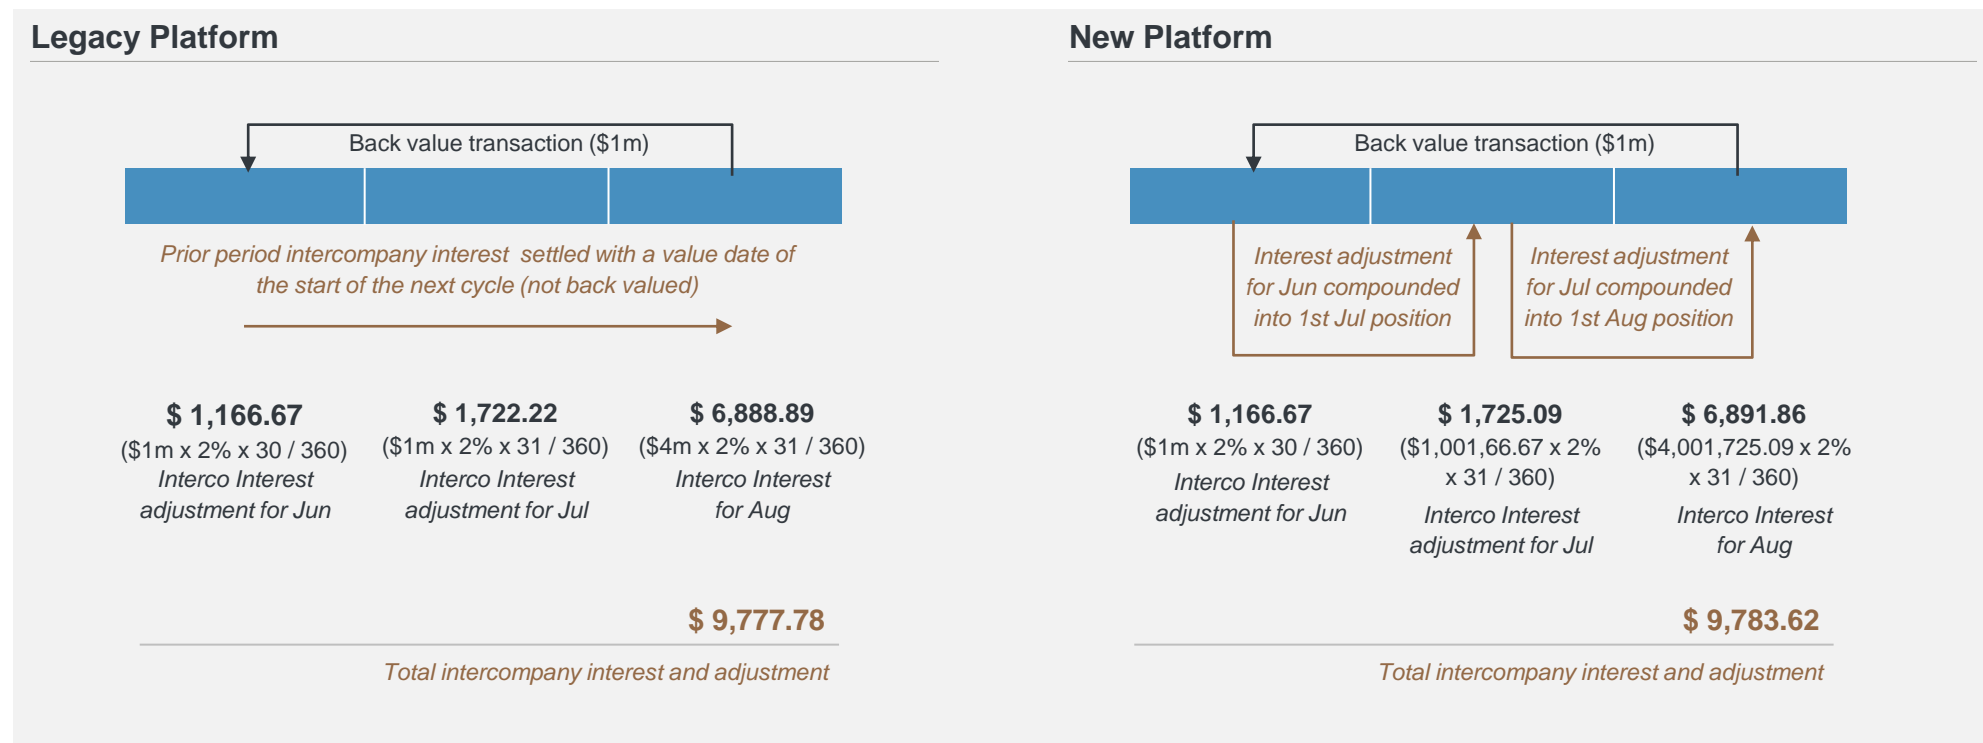 Legacy Platform
Back value transaction ($1m)
Prior period intercompany interest settled with a value date of
the start of the next cycle (not back valued)
$ 1,166.67
($1m x 2% x 30 / 360)
Interco Interest
adjustment for Jun
$ 1,722.22
($1m x 2% x 31 / 360)
Interco Interest
adjustment for Jul
$ 6,888.89
($4m x 2% x 31 / 360)
Interco Interest
for Aug
$ 9,777.78
Total intercompany interest and adjustment
New Platform
Back value transaction ($1m)
Interest adjustment
for Jun compounded
into 1st Jul position
Interest adjustment
for Jul compounded
into 1st Aug position
$ 1,166.67
($1m x 2% x 30 / 360)
Interco Interest
adjustment for Jun
$ 1,725.09
($1,001,66.67 x 2%
x 31 / 360)
Interco Interest
adjustment for Jul
$ 6,891.86
($4,001,725.09 x 2%
x 31 / 360)
Interco Interest
for Aug
$ 9,783.62
Total intercompany interest and adjustment